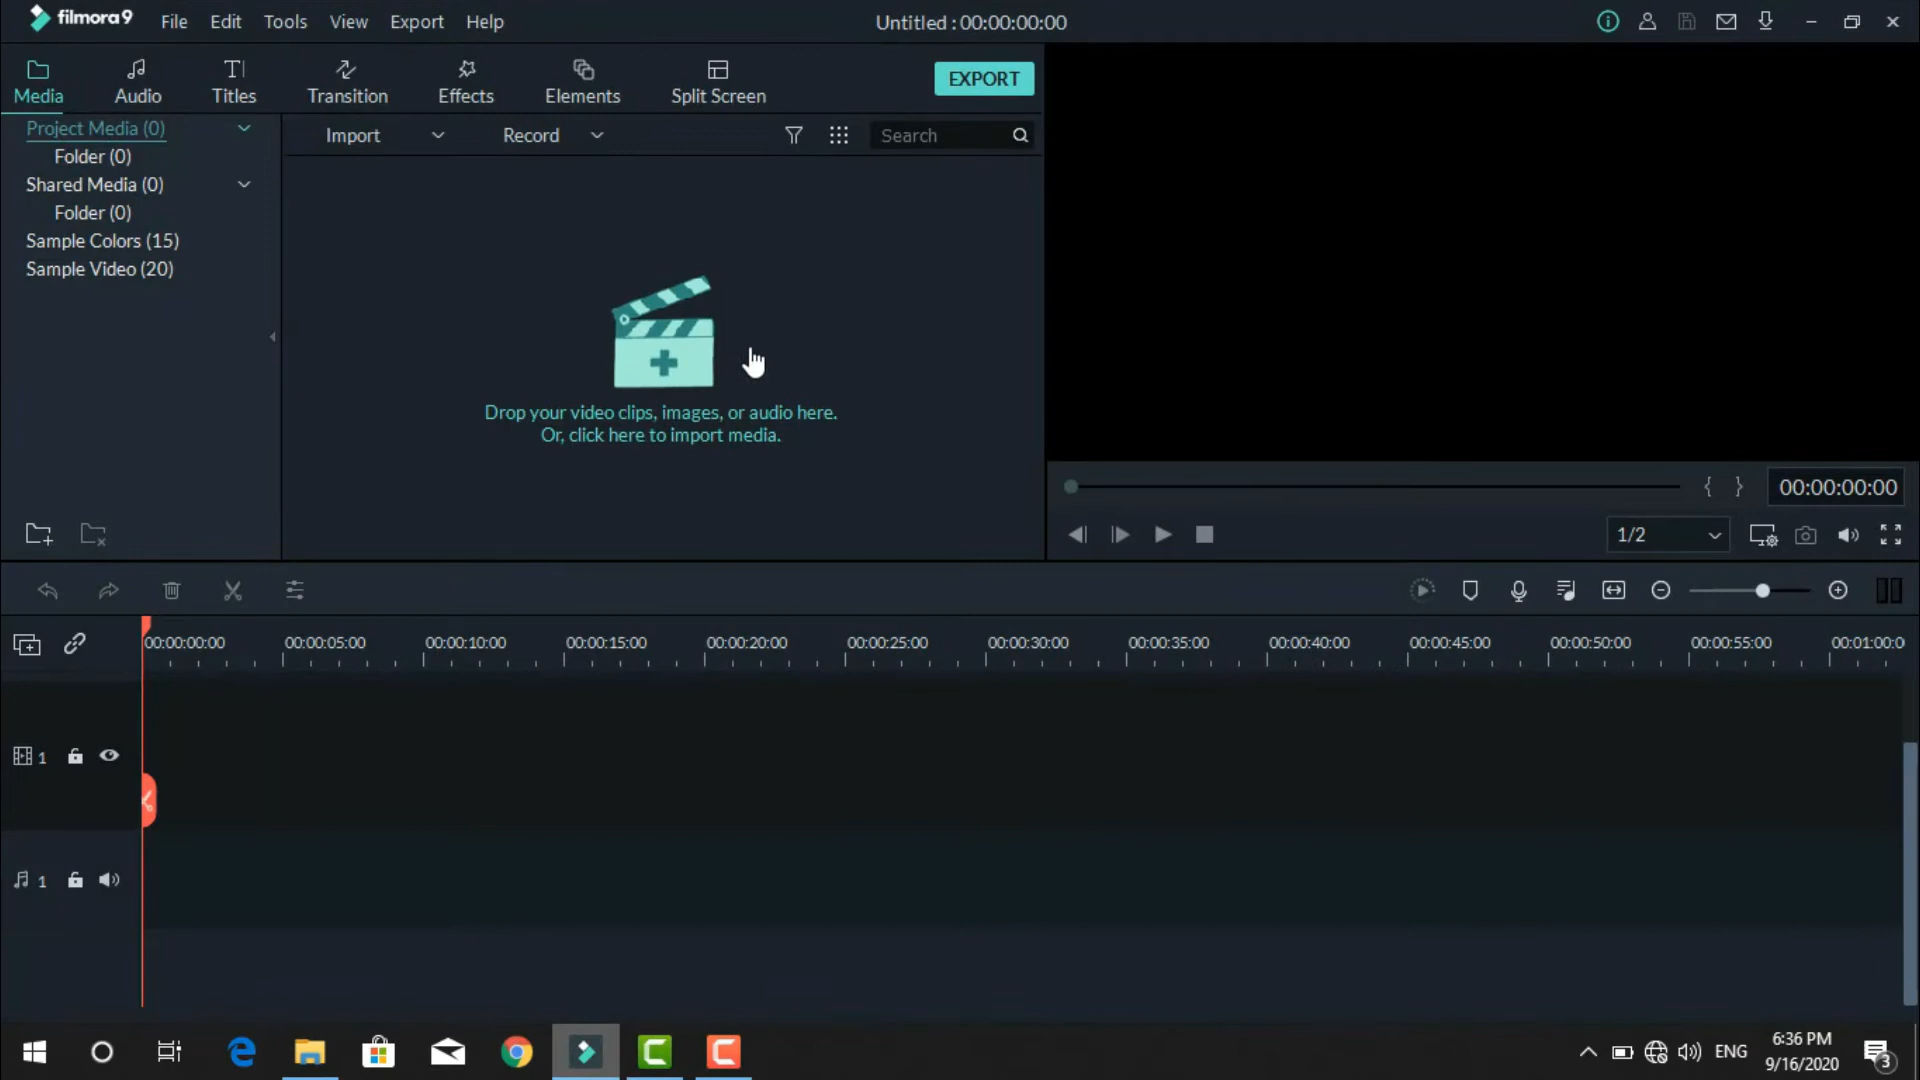 filmora9 File Edit Tools View Export Help Untitled : 00:00:00:00
Media Audio Titles Transition Effects Elements Split Screen EXPORT
Project Media (0)
Folder (0)
Shared Media (0)
Folder (0)
Sample Colors (15)
Sample Video (20)
Import Record Search
Drop your video clips, images, or audio here.
Or, click here to import media.
{ } 00:00:00:00
1/2
00:00:00:00 00:00:05:00 00:00:10:00 00:00:15:00 00:00:20:00 00:00:25:00 00:00:30:00 00:00:35:00 00:00:40:00 00:00:45:00 00:00:50:00 00:00:55:00 00:01:00:0
1
1
ENG
6:36 PM
9/16/2020
3